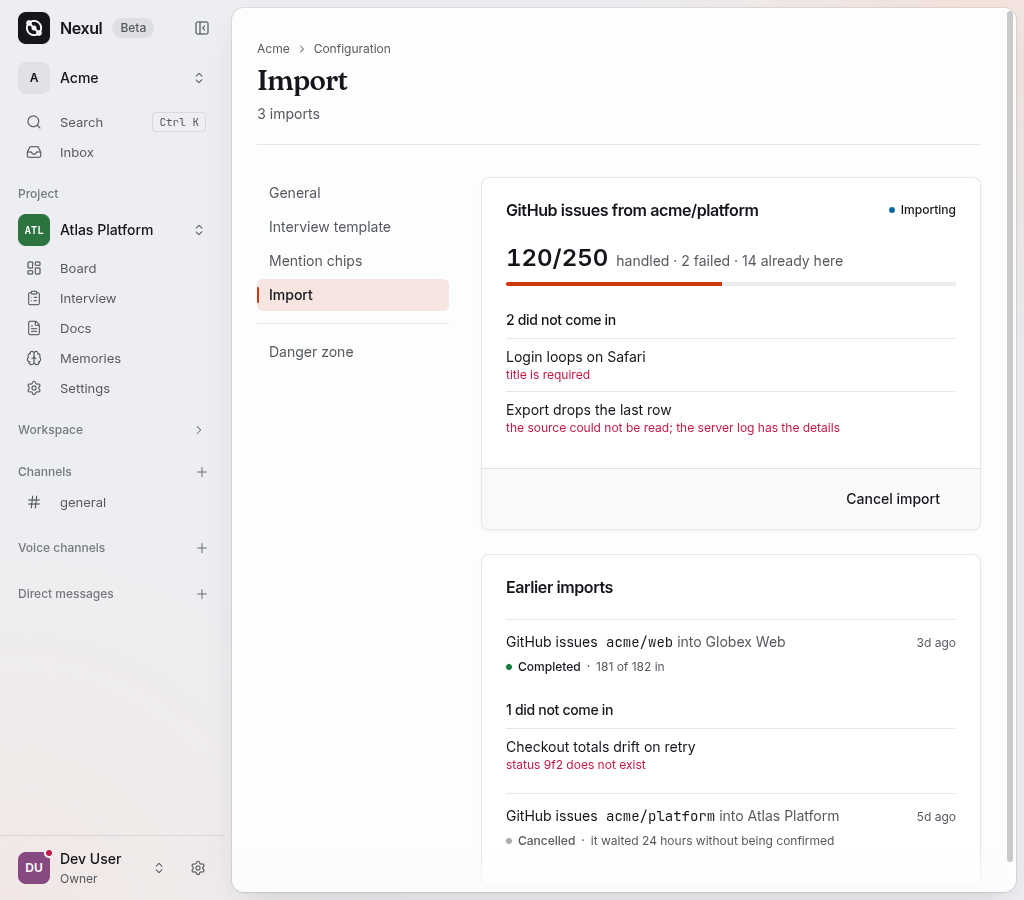 Nexul Beta
A Acme
Search Ctrl K
Inbox
Project
ATL Atlas Platform
Board
Interview
Docs
Memories
Settings
Workspace
Channels
# general
Voice channels
Direct messages
DU Dev User
Owner
Acme > Configuration
Import
3 imports
General
Interview template
Mention chips
Import
Danger zone
GitHub issues from acme/platform
Importing
120/250 handled · 2 failed · 14 already here
2 did not come in
Login loops on Safari
title is required
Export drops the last row
the source could not be read; the server log has the details
Cancel import
Earlier imports
GitHub issues acme/web into Globex Web 3d ago
Completed · 181 of 182 in
1 did not come in
Checkout totals drift on retry
status 9f2 does not exist
GitHub issues acme/platform into Atlas Platform 5d ago
Cancelled · it waited 24 hours without being confirmed